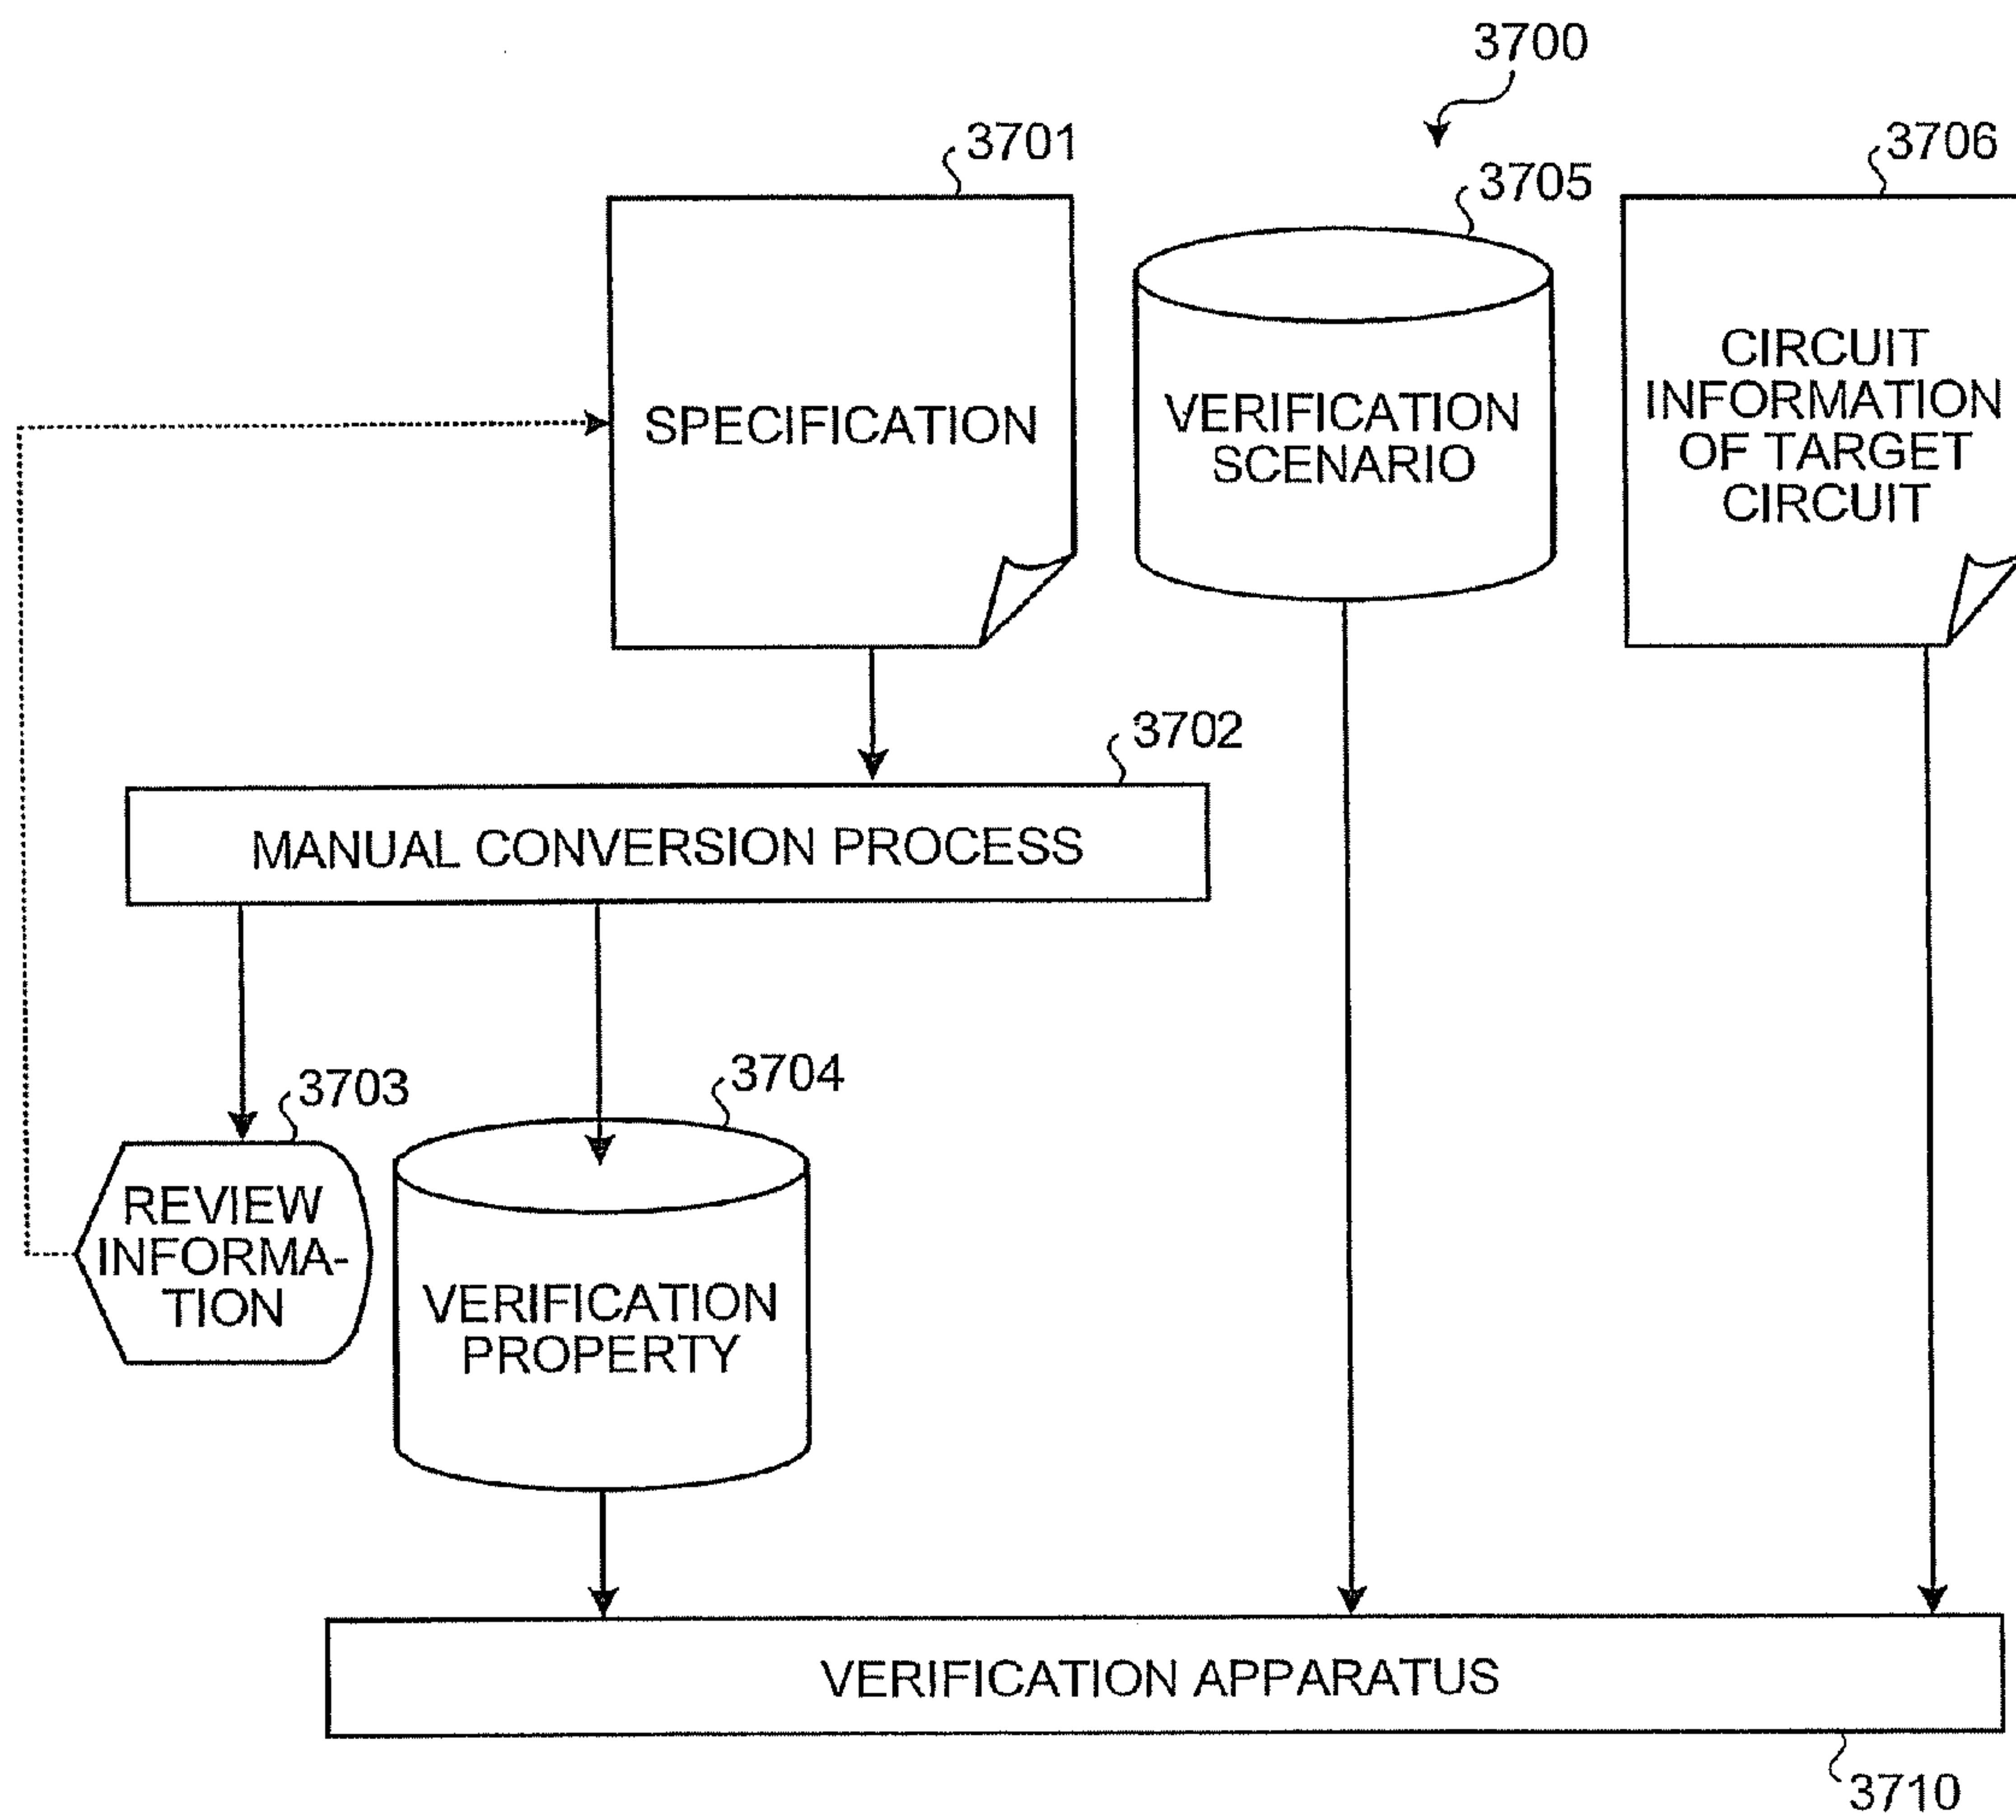 3700
3701
3705
3706
SPECIFICATION
VERIFICATION
SCENARIO
CIRCUIT
INFORMATION
OF TARGET
CIRCUIT
3702
MANUAL CONVERSION PROCESS
3703
3704
REVIEW
INFORMA-
TION
VERIFICATION
PROPERTY
VERIFICATION APPARATUS
3710